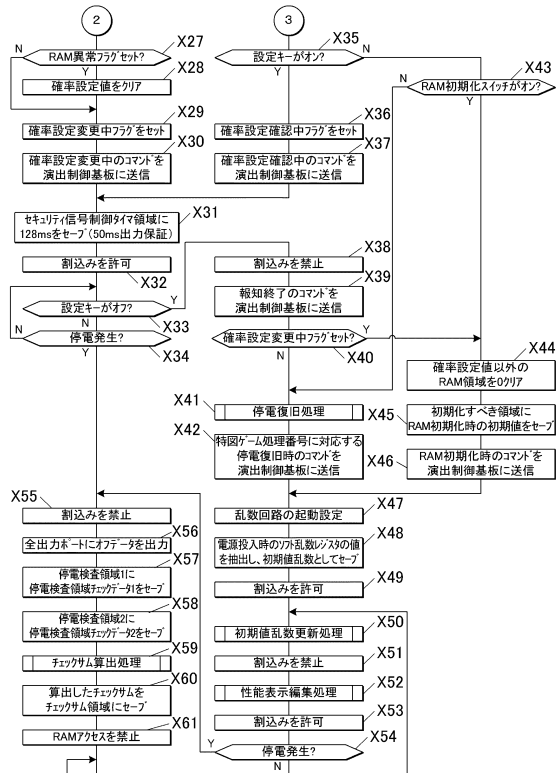 2
X27
RAM異常フラグセット?
N
Y
X28
確率設定値をクリア
X29
確率設定変更中フラグをセット
X30
確率設定変更中のコマンドを
演出制御基板に送信
X31
セキュリティ信号制御タイマ領域に
128msをセーブ(50ms出力保証)
割込みを許可
X32
設定キーがオフ?
Y
N
X33
N
停電発生?
Y
X34
3
X35
設定キーがオン?
N
Y
X36
確率設定確認中フラグをセット
X37
確率設定確認中のコマンドを
演出制御基板に送信
X38
割込みを禁止
X39
報知終了のコマンドを
演出制御基板に送信
確率設定変更中フラグセット?
Y
N
X40
X41
停電復旧処理
X42
特図ゲーム処理番号に対応する
停電復旧時のコマンドを
演出制御基板に送信
X43
N
RAM初期化スイッチがオン?
Y
X44
確率設定値以外の
RAM領域を0クリア
X45
初期化すべき領域に
RAM初期化時の初期値をセーブ
X46
RAM初期化時のコマンドを
演出制御基板に送信
X47
乱数回路の起動設定
X48
電源投入時のソフト乱数レジスタの値
を抽出し、初期値乱数としてセーブ
X49
割込みを許可
X50
初期値乱数更新処理
X51
割込みを禁止
X52
性能表示編集処理
X53
割込みを許可
X54
Y
停電発生?
N
X55
割込みを禁止
X56
全出力ポートにオフデータを出力
X57
停電検査領域1に
停電検査領域チェックデータ1をセーブ
X58
停電検査領域2に
停電検査領域チェックデータ2をセーブ
X59
チェックサム算出処理
X60
算出したチェックサムを
チェックサム領域にセーブ
X61
RAMアクセスを禁止